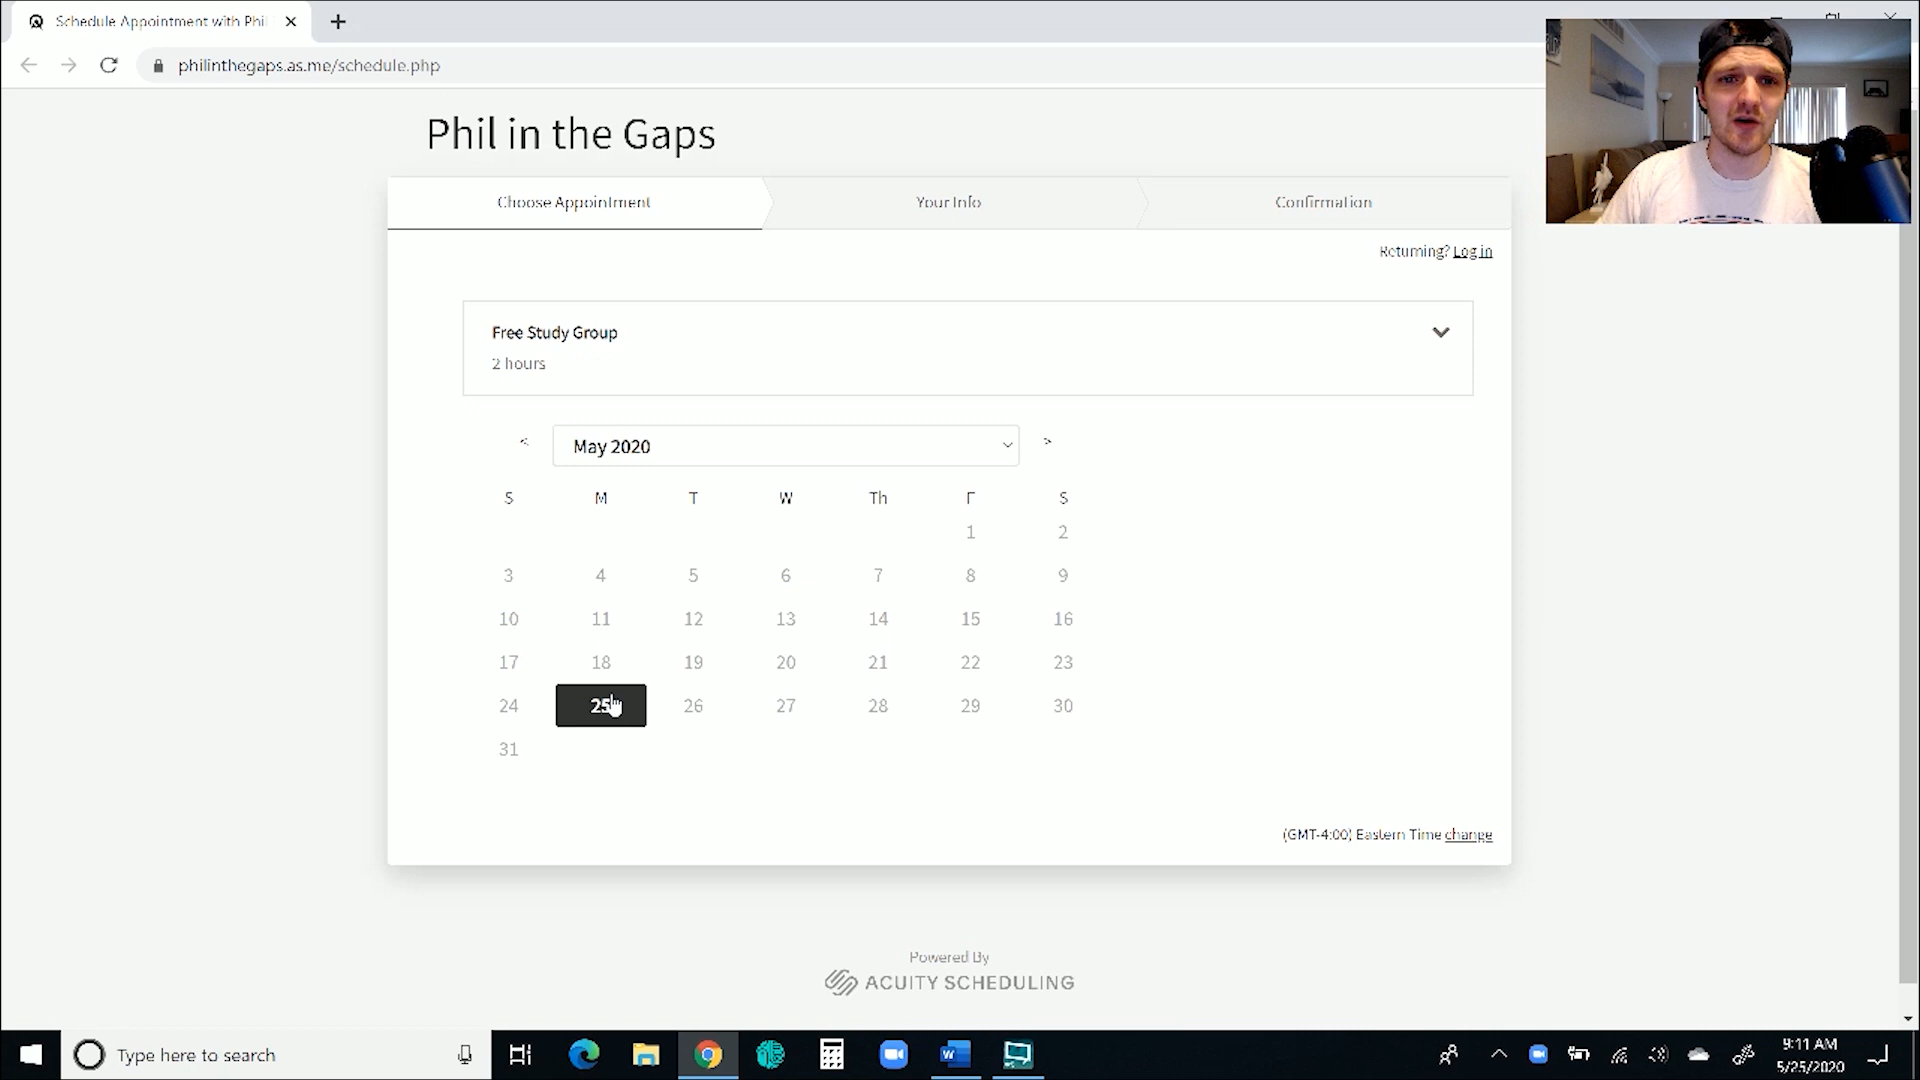 Schedule Appointment with Phil
philinthegaps.as.me/schedule.php
Phil in the Gaps
Choose Appointment
Your Info
Confirmation
Returning? Log in
Free Study Group
2 hours
< May 2020 >
S M T W Th F S
1 2
3 4 5 6 7 8 9
10 11 12 13 14 15 16
17 18 19 20 21 22 23
24 25 26 27 28 29 30
31
(GMT-4:00) Eastern Time change
Powered By
ACUITY SCHEDULING
Type here to search
9:11 AM
5/25/2020